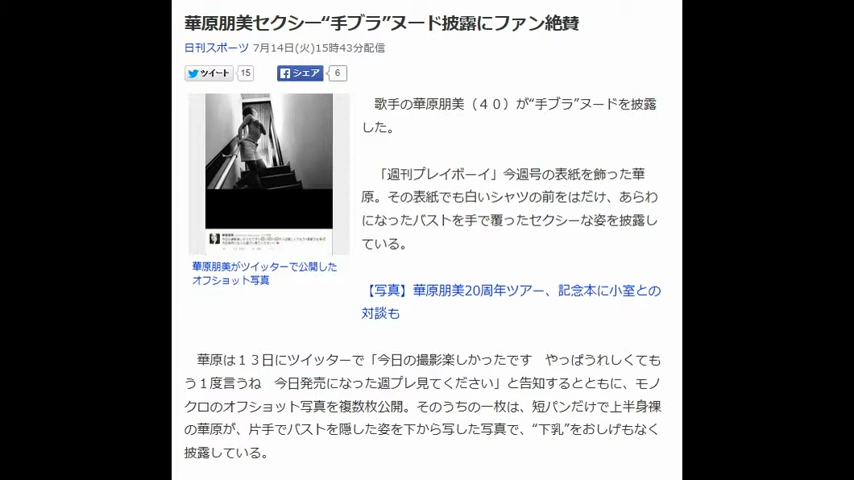 華原朋美セクシー“手ブラ”ヌード披露にファン絶賛
日刊スポーツ 7月14日(火)15時43分配信
ツイート 15 シェア 6
歌手の華原朋美（４０）が“手ブラ”ヌードを披露
した。
「週刊プレイボーイ」今週号の表紙を飾った華
原。その表紙でも白いシャツの前をはだけ、あらわ
になったバストを手で覆ったセクシーな姿を披露し
ている。
華原朋美がツイッターで公開した
オフショット写真
【写真】華原朋美20周年ツアー、記念本に小室との
対談も
華原は１３日にツイッターで「今日の撮影楽しかったです　やっぱうれしくても
う１度言うね　今日発売になった週プレ見てください」と告知するとともに、モノ
クロのオフショット写真を複数枚公開。そのうちの一枚は、短パンだけで上半身裸
の華原が、片手でバストを隠した姿を下から写した写真で、“下乳”をおしげもなく
披露している。